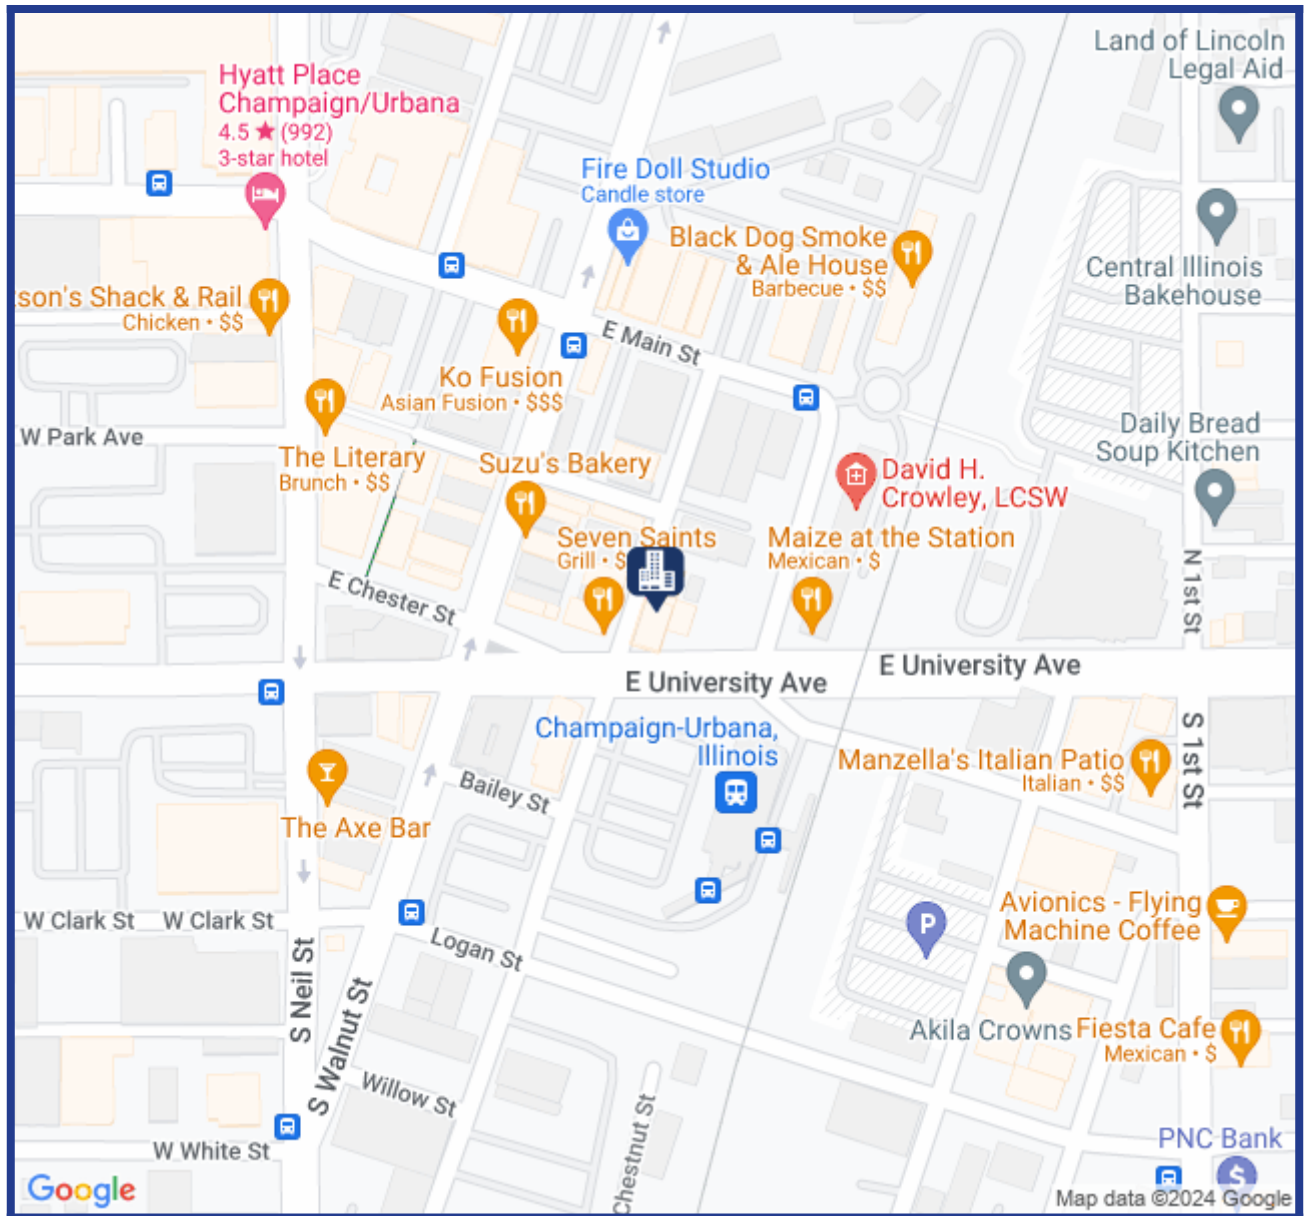 Land of Lincoln
Legal Aid
Hyatt Place
Champaign/Urbana
4.5 ★ (992)
3-star hotel
Fire Doll Studio
Candle store
Black Dog Smoke
& Ale House
Barbecue • $$
Central Illinois
Bakehouse
son's Shack & Rail
Chicken • $$
E Main St
Ko Fusion
Asian Fusion • $$$
W Park Ave
Daily Bread
Soup Kitchen
The Literary
Brunch • $$
Suzu's Bakery
David H.
Crowley, LCSW
Seven Saints
Grill • $
Maize at the Station
Mexican • $
N 1st St
E Chester St
E University Ave
E University Ave
Champaign-Urbana,
Illinois
S 1st St
Manzella's Italian Patio
Italian • $$
Bailey St
The Axe Bar
W Clark St
W Clark St
Avionics - Flying
Machine Coffee
P
Logan St
S Neil St
S Walnut St
Akila Crowns
Fiesta Cafe
Mexican • $
Willow St
Chestnut St
W White St
PNC Bank
$
Google
Map data ©2024 Google